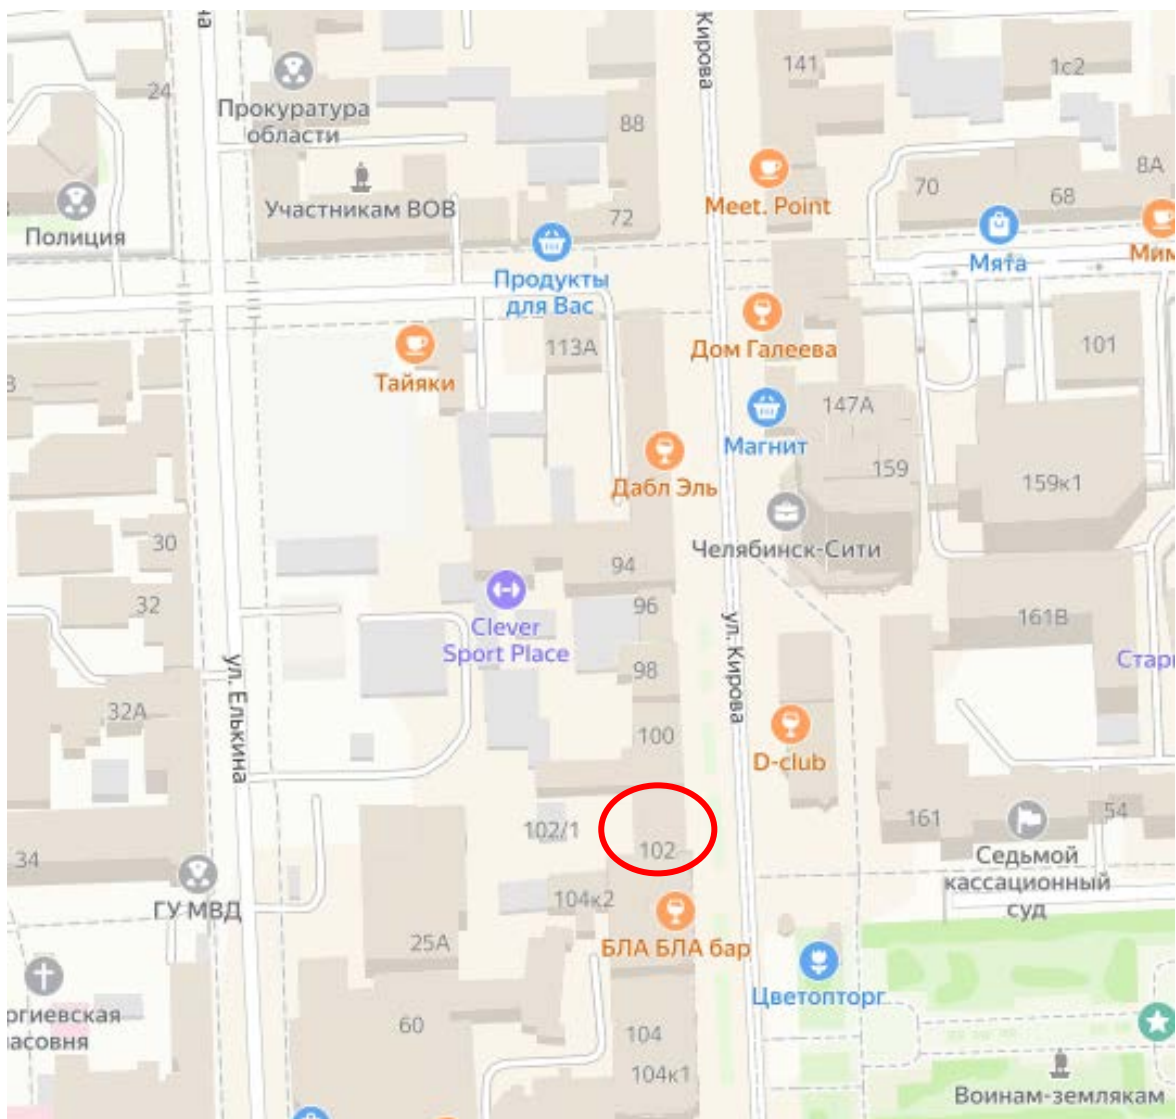 на
Кирова
141
1с2
24
Прокуратура
области
88
8А
Участникам ВОВ
70
68
Meet. Point
72
Полиция
Мята
Мим
Продукты
для Вас
113А
Дом Галеева
101
Тайяки
147А
Магнит
159
159к1
Дабл Эль
Челябинск-Сити
30
94
32
96
Clever
Sport Place
ул. Кирова
161В
98
Стар
ул. Елькина
32А
100
D-club
102/1
102
161
54
34
Седьмой
кассационный
суд
ГУ МВД
104к2
25А
БЛА БЛА бар
Цветопторг
ргиевская
асовня
60
104
104к1
Воинам-землякам